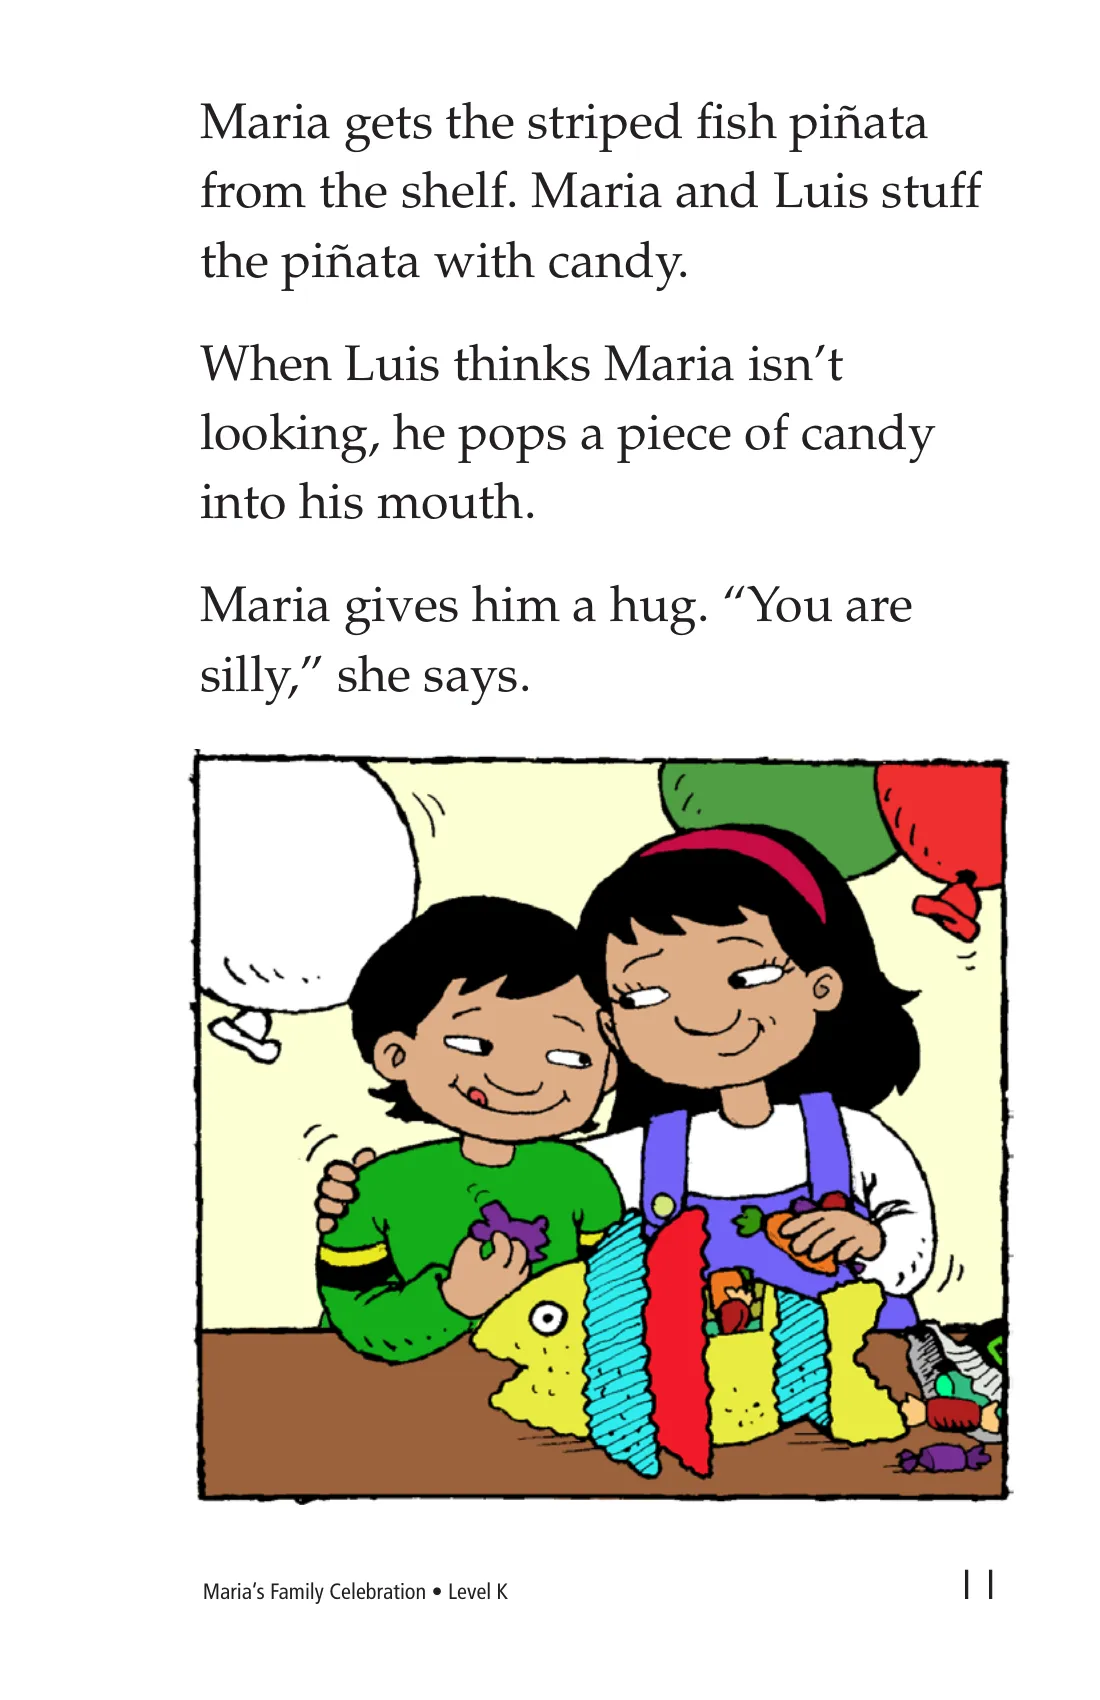 Maria gets the striped fish piñata
from the shelf. Maria and Luis stuff
the piñata with candy.
When Luis thinks Maria isn’t
looking, he pops a piece of candy
into his mouth.
Maria gives him a hug. “You are
silly,” she says.
Maria’s Family Celebration • Level K
11